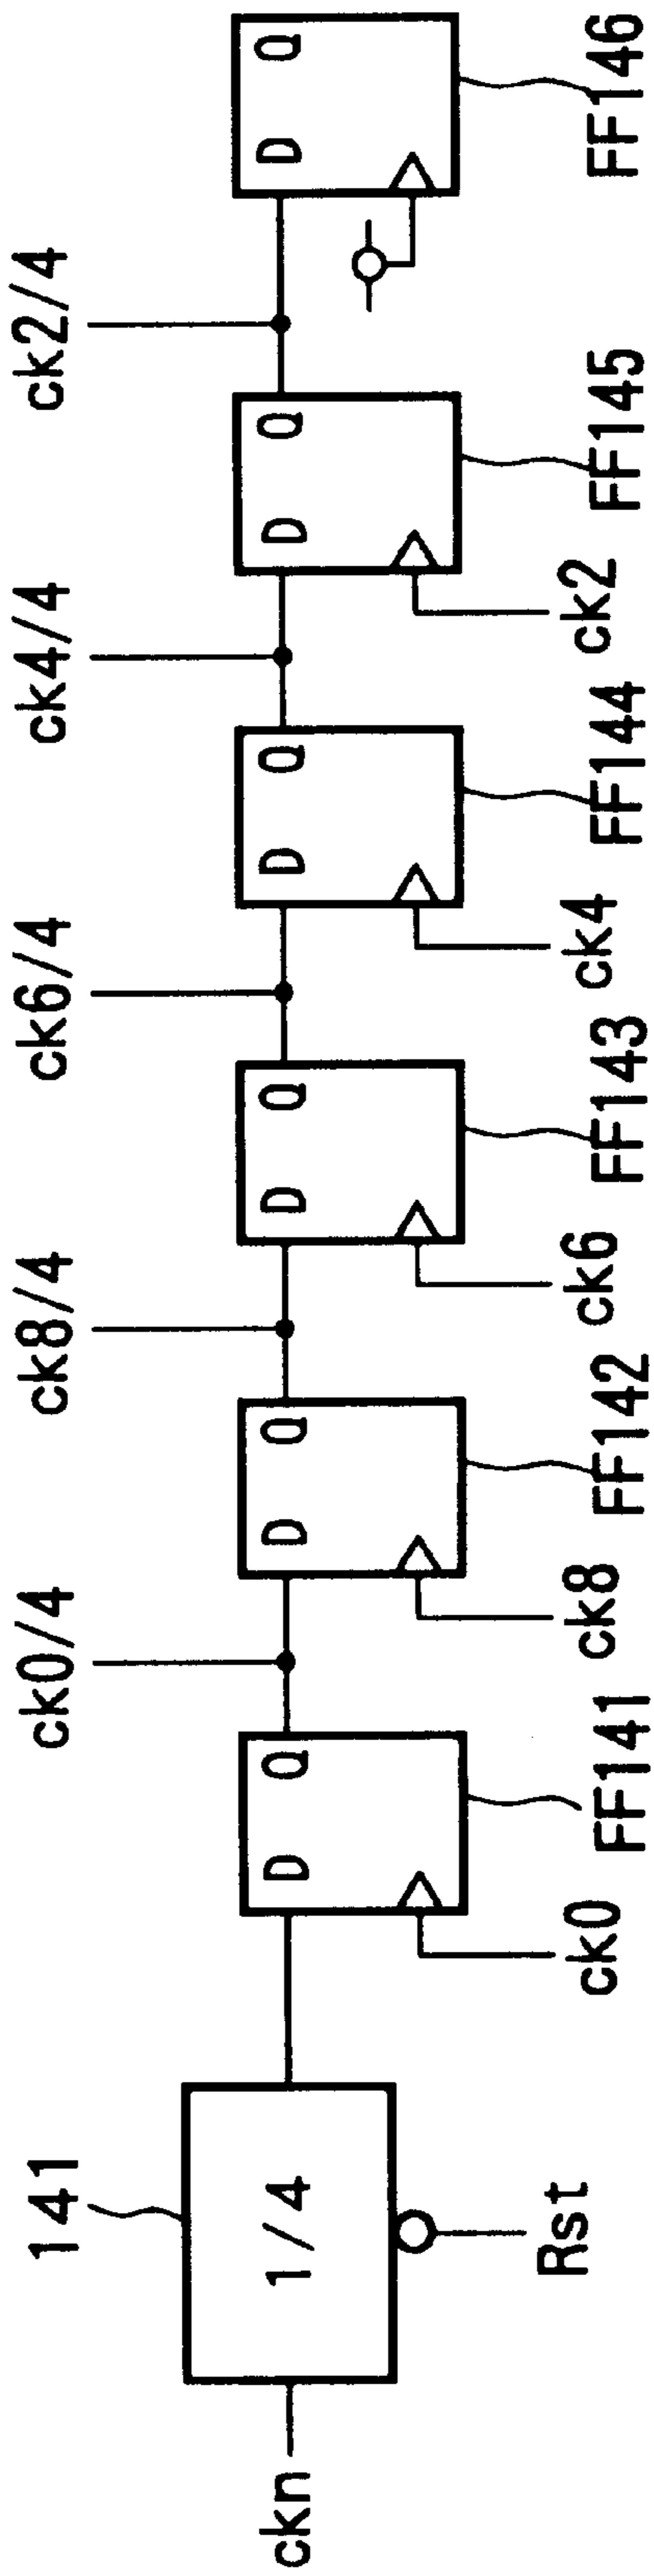 ck0/4 ck8/4 ck6/4 ck4/4 ck2/4
141
1/4
D Q D Q D Q D Q D Q D Q
ckn
Rst
ck0 ck8 ck6 ck4 ck2
FF141 FF142 FF143 FF144 FF145 FF146